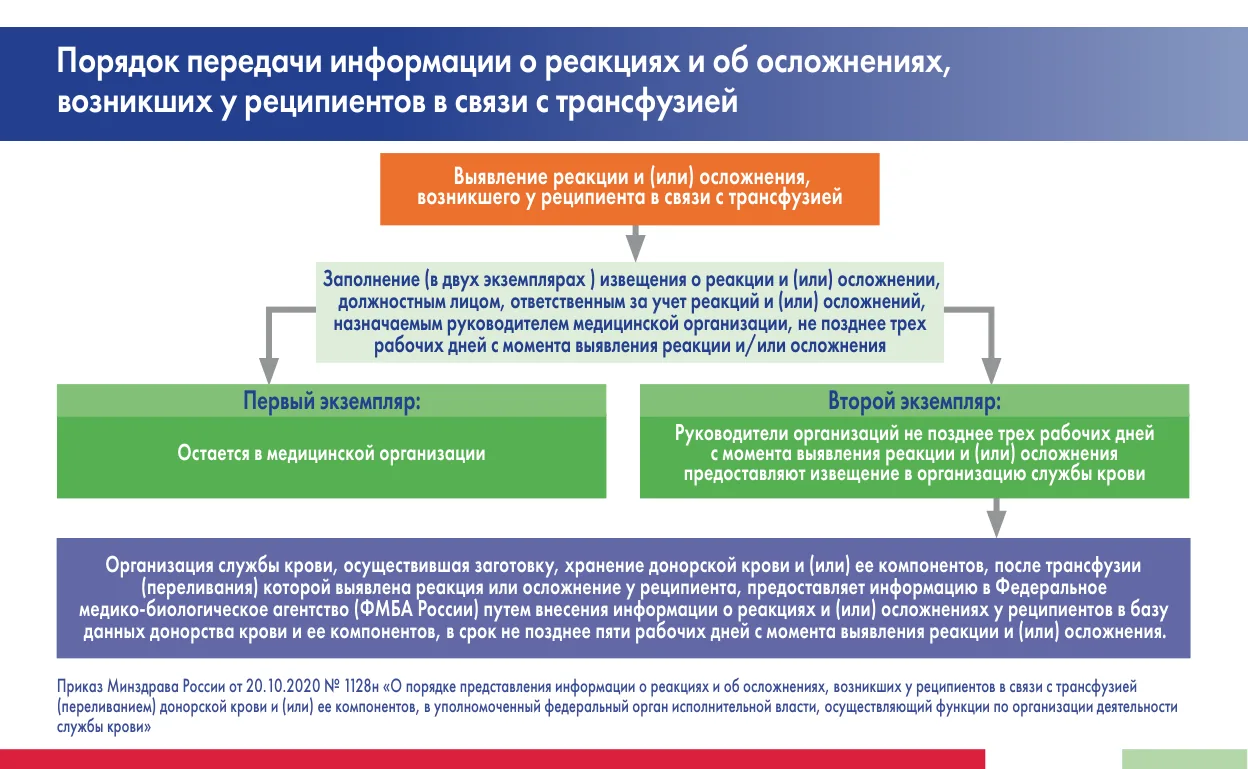 Порядок передачи информации о реакциях и об осложнениях,
возникших у реципиентов в связи с трансфузией
Выявление реакции и (или) осложнения,
возникшего у реципиента в связи с трансфузией
Заполнение (в двух экземплярах ) извещения о реакции и (или) осложнении,
должностным лицом, ответственным за учет реакций и (или) осложнений,
назначаемым руководителем медицинской организации, не позднее трех
рабочих дней с момента выявления реакции и/или осложнения
Первый экземпляр:
Остается в медицинской организации
Второй экземпляр:
Руководители организаций не позднее трех рабочих дней
с момента выявления реакции и (или) осложнения
предоставляют извещение в организацию службы крови
Организация службы крови, осуществившая заготовку, хранение донорской крови и (или) ее компонентов, после трансфузии
(переливания) которой выявлена реакция или осложнение у реципиента, предоставляет информацию в Федеральное
медико-биологическое агентство (ФМБА России) путем внесения информации о реакциях и (или) осложнениях у реципиентов в базу
данных донорства крови и ее компонентов, в срок не позднее пяти рабочих дней с момента выявления реакции и (или) осложнения.
Приказ Минздрава России от 20.10.2020 № 1128н «О порядке представления информации о реакциях и об осложнениях, возникших у реципиентов в связи с трансфузией
(переливанием) донорской крови и (или) ее компонентов, в уполномоченный федеральный орган исполнительной власти, осуществляющий функции по организации деятельности
службы крови»